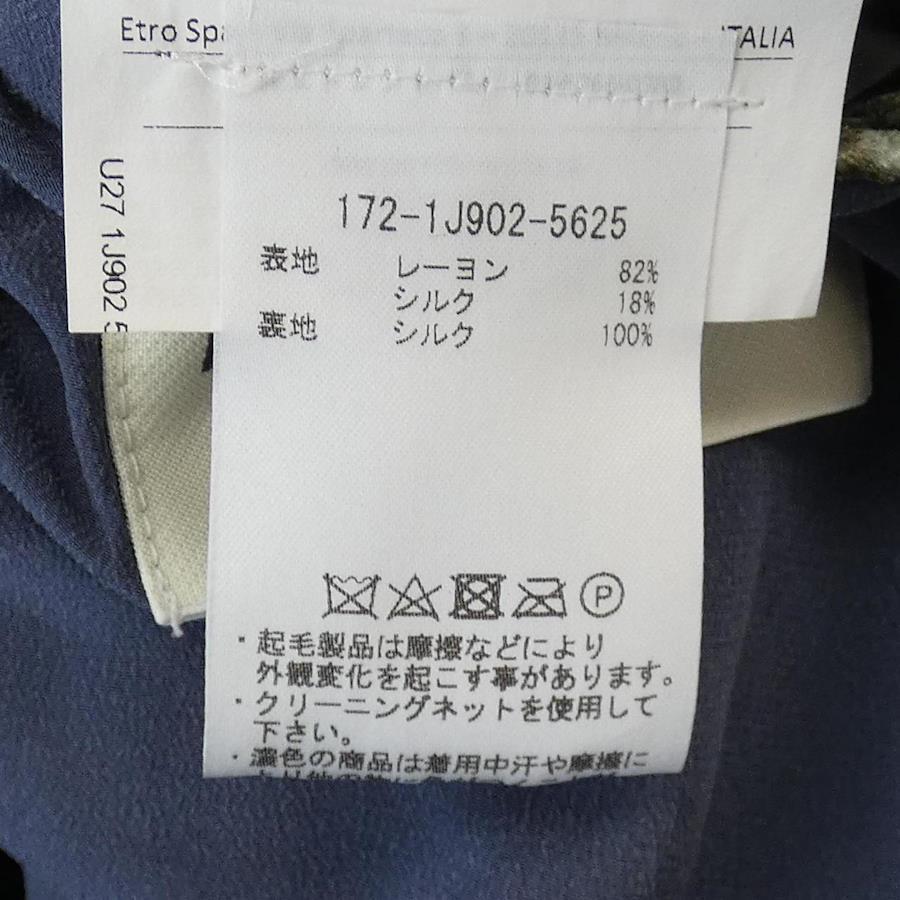 Etro Spa
ITALIA
U27 1J902 5
172-1J902-5625
表地 レーヨン 82%
シルク 18%
裏地 シルク 100%
P
・起毛製品は摩擦などにより
外観変化を起こす事があります。
・クリーニングネットを使用して
下さい。
・濃色の商品は着用中汗や摩擦に